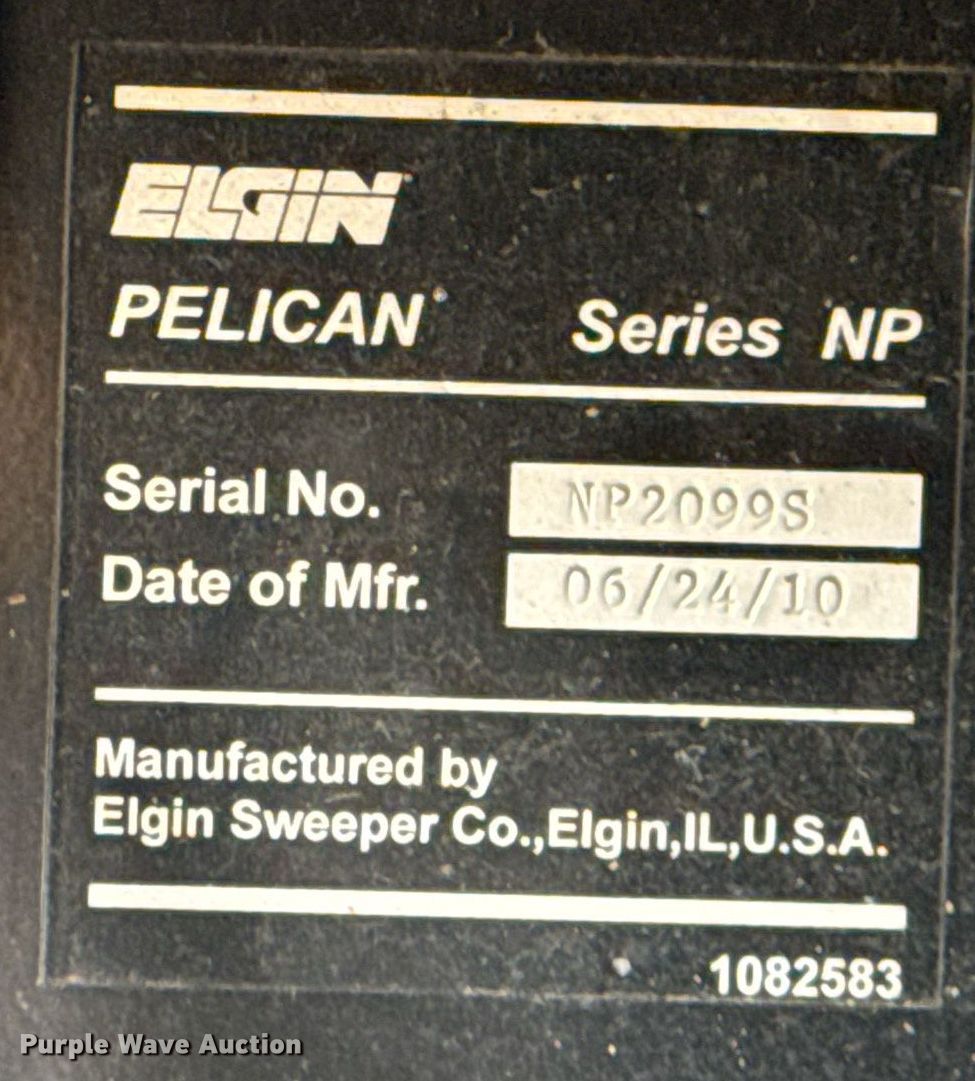 ELGIN
PELICAN® Series NP
Serial No. NP2099S
Date of Mfr. 06/24/10
Manufactured by
Elgin Sweeper Co.,Elgin,IL,U.S.A.
1082583
Purple Wave Auction